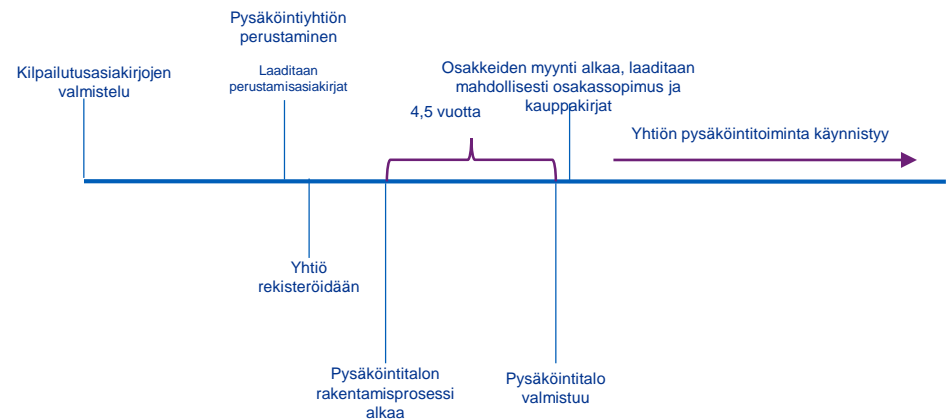 Pysäköintiyhtiön
perustaminen
Kilpailutusasiakirjojen
valmistelu
Laaditaan
perustamisasiakirjat
Osakkeiden myynti alkaa, laaditaan
mahdollisesti osakassopimus ja
kauppakirjat
4,5 vuotta
Yhtiön pysäköintitoiminta käynnistyy
Yhtiö
rekisteröidään
Pysäköintitalon
rakentamisprosessi
alkaa
Pysäköintitalo
valmistuu